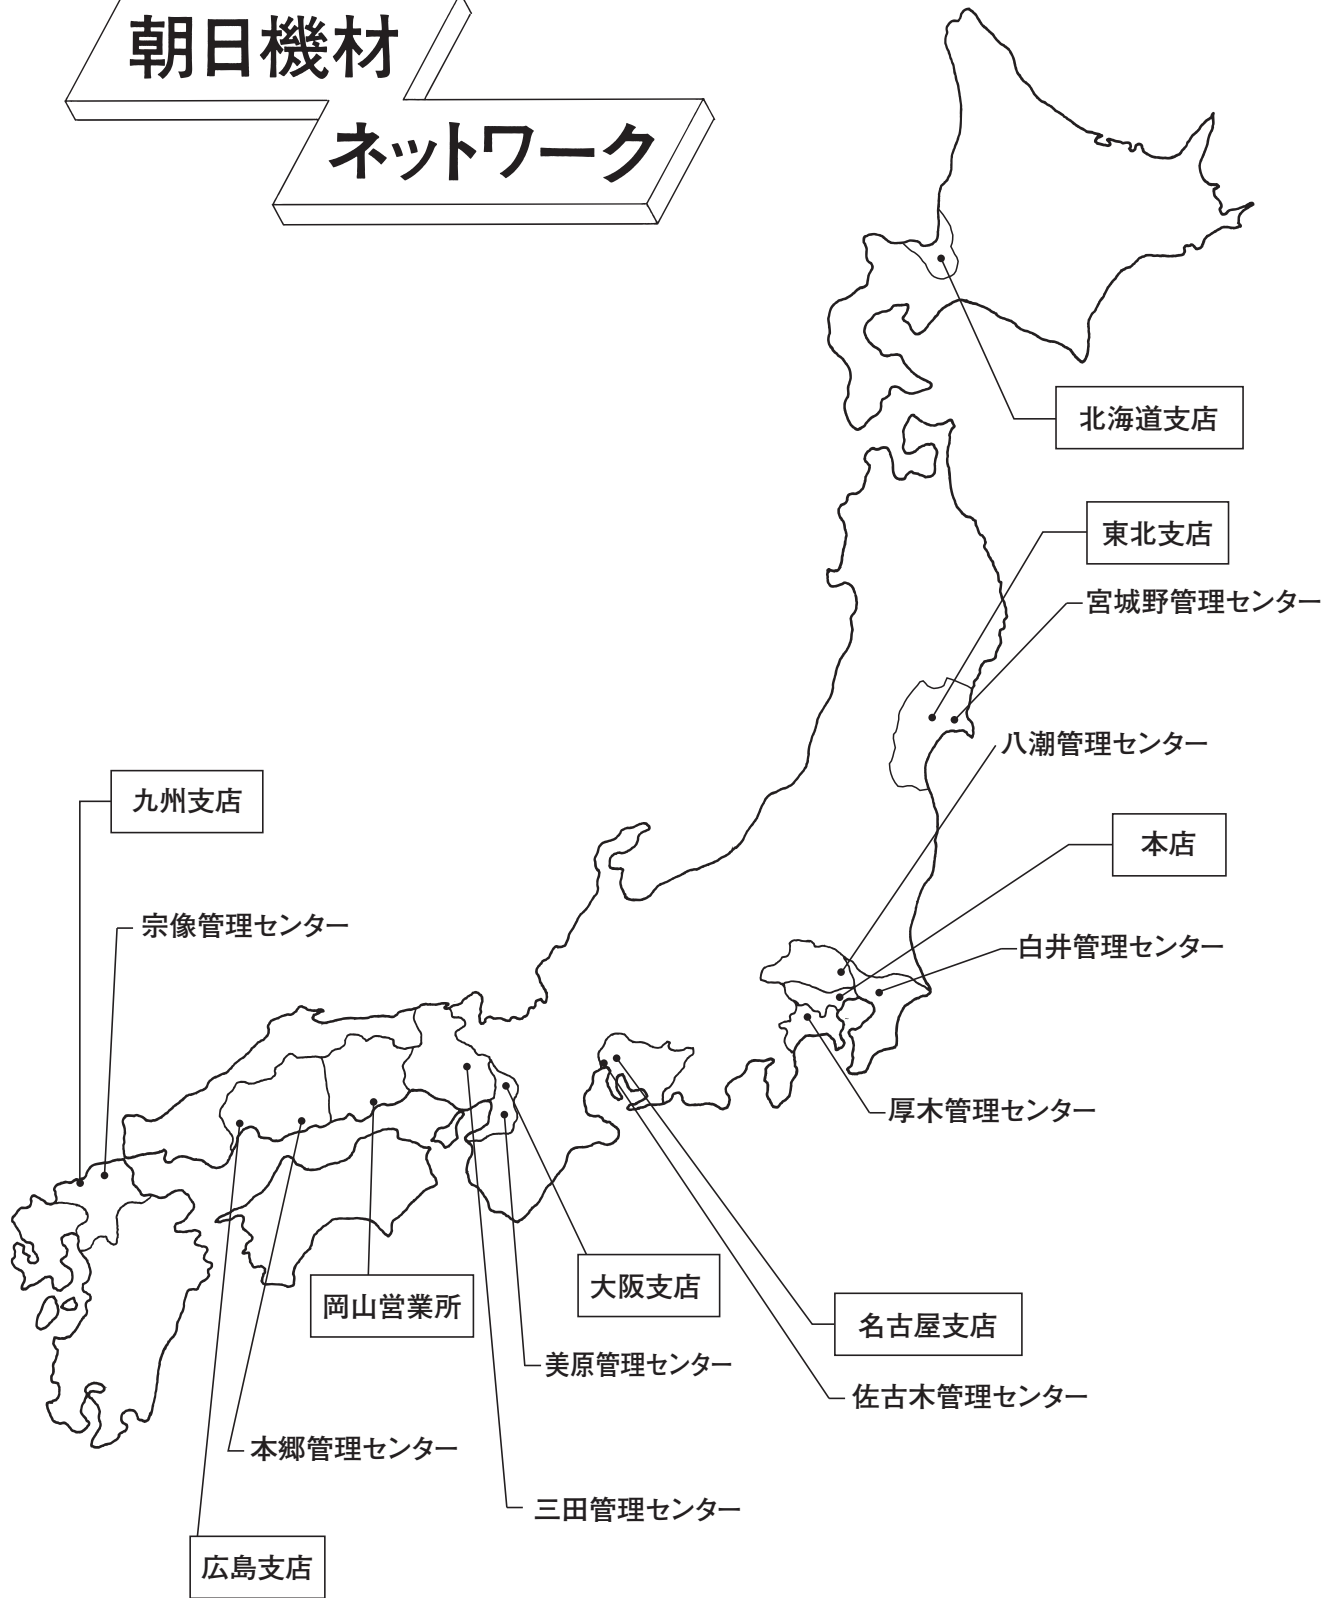 朝日機材
ネットワーク
北海道支店
東北支店
宮城野管理センター
八潮管理センター
九州支店
本店
宗像管理センター
白井管理センター
厚木管理センター
大阪支店
岡山営業所
名古屋支店
美原管理センター
佐古木管理センター
本郷管理センター
三田管理センター
広島支店